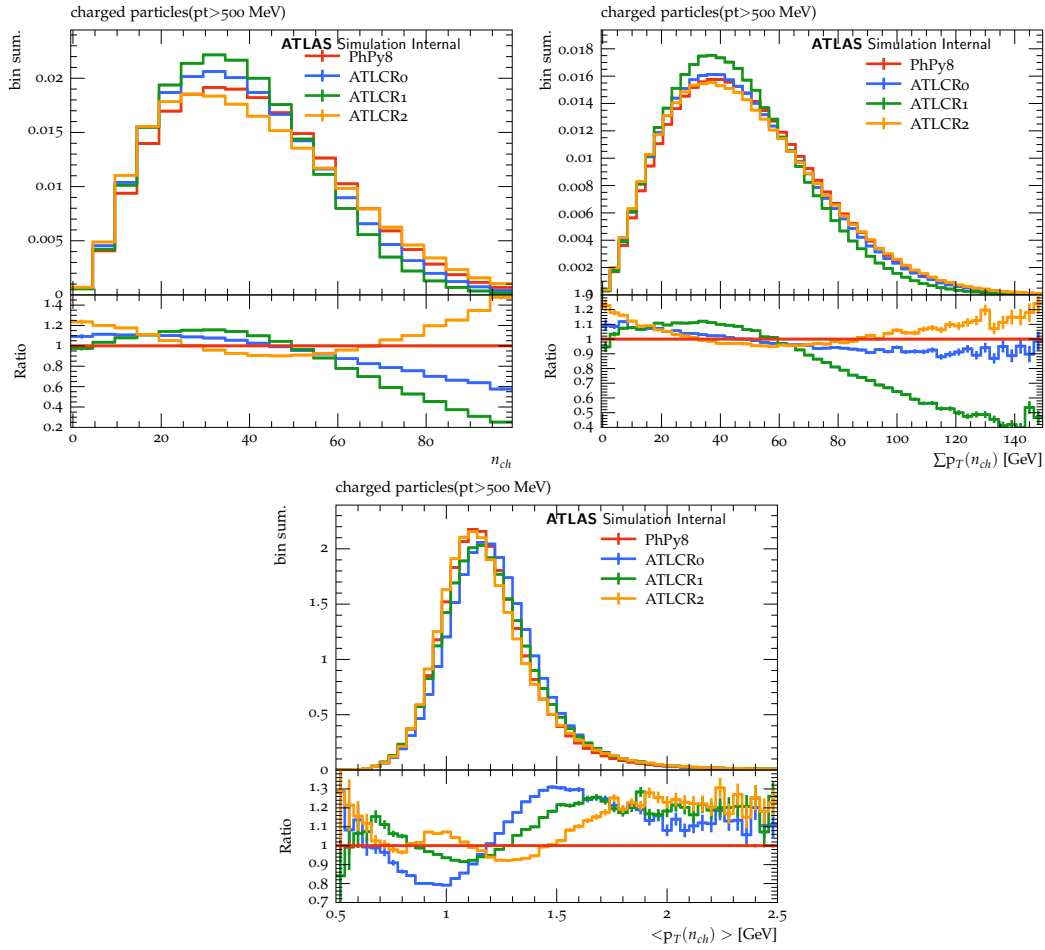 charged particles(pt>500 MeV)
bin sum.
ATLAS Simulation Internal
PhPy8
ATLCR0
ATLCR1
ATLCR2
0.02
0.015
0.01
0.005
0
Ratio
1.4
1.2
1
0.8
0.6
0.4
0.2
0 20 40 60 80
n_{ch}
charged particles(pt>500 MeV)
bin sum.
ATLAS Simulation Internal
PhPy8
ATLCR0
ATLCR1
ATLCR2
0.018
0.016
0.014
0.012
0.01
0.008
0.006
0.004
0.002
Ratio
1.2
1.1
1
0.9
0.8
0.7
0.6
0.5
0.4
0 20 40 60 80 100 120 140
∑p_T(n_{ch}) [GeV]
charged particles(pt>500 MeV)
bin sum.
ATLAS Simulation Internal
PhPy8
ATLCR0
ATLCR1
ATLCR2
2
1.5
1
0.5
0
Ratio
1.3
1.2
1.1
1
0.9
0.8
0.7
0.5 1 1.5 2 2.5
<p_T(n_{ch}) > [GeV]